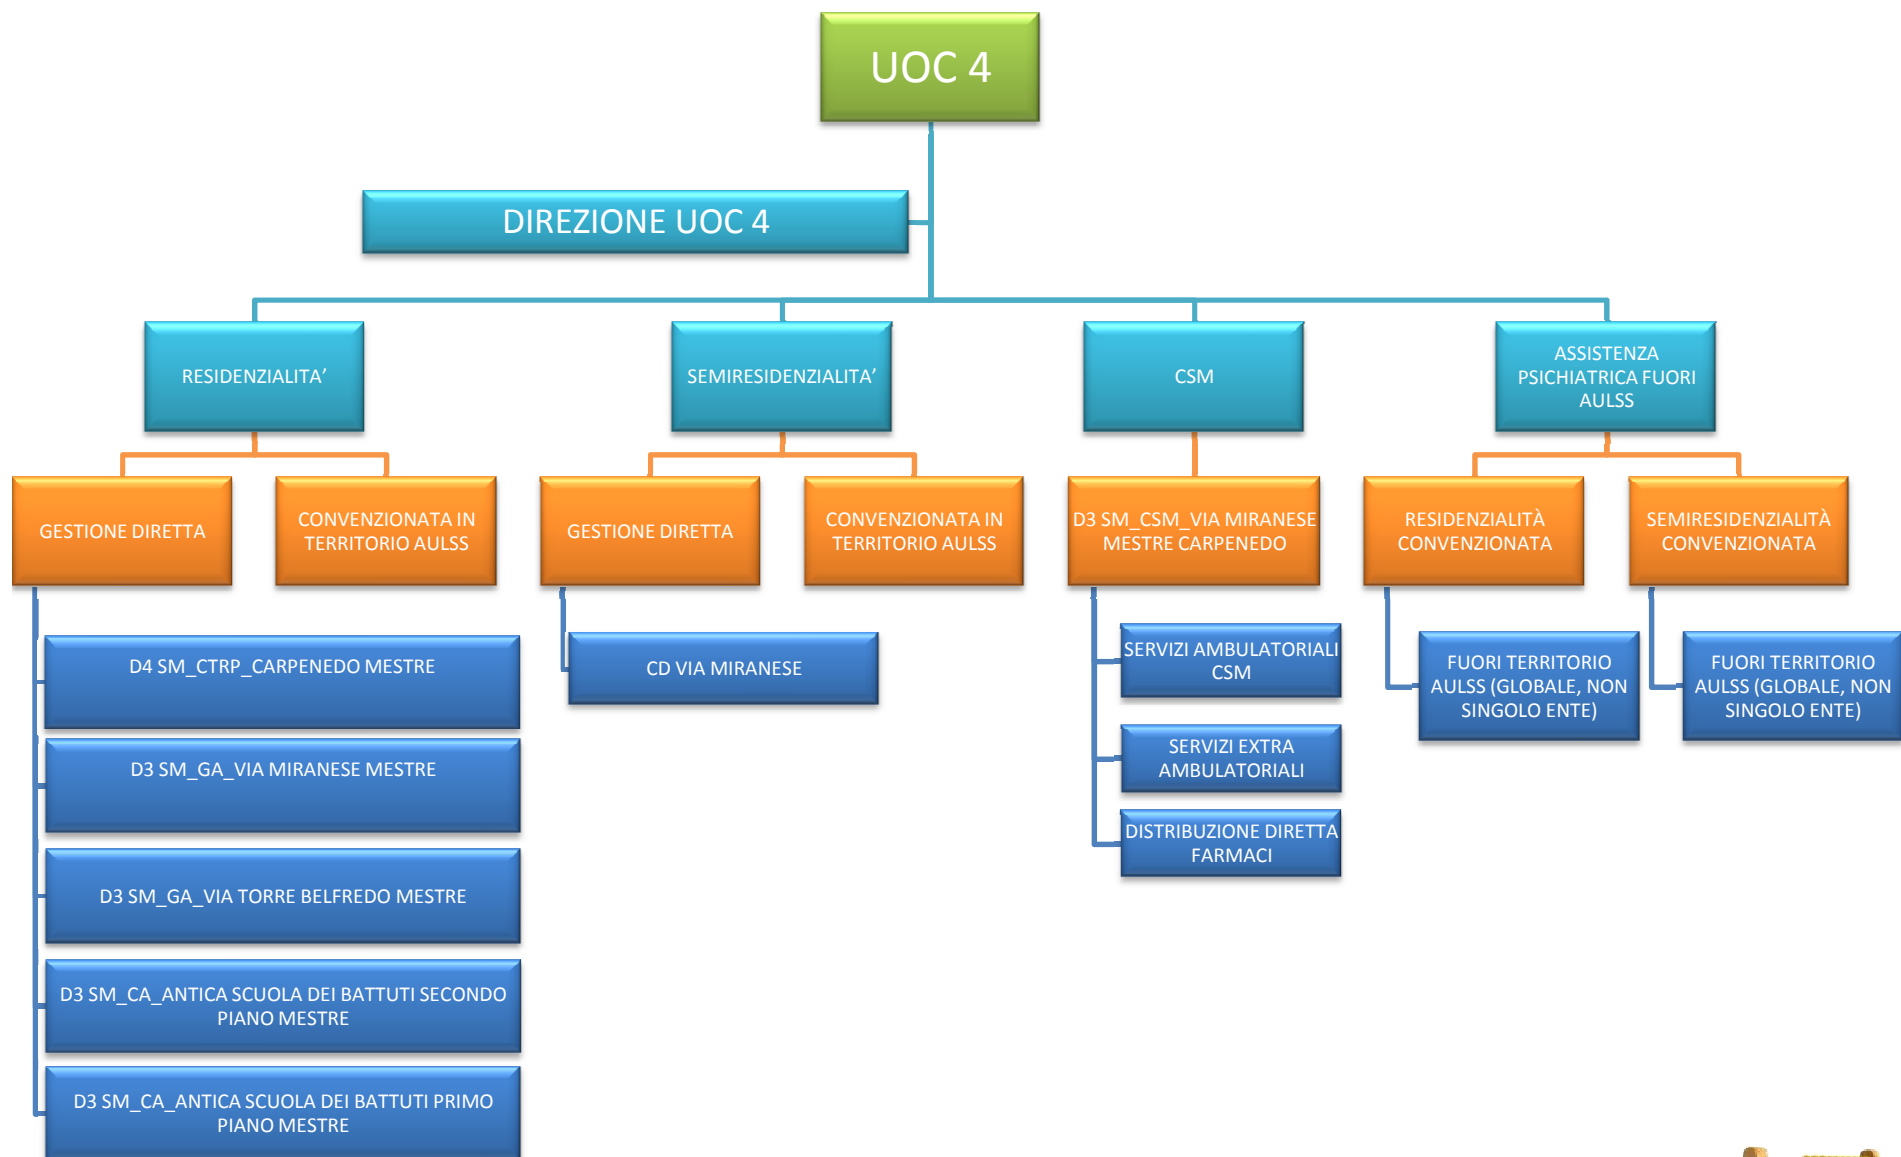 UOC 4
DIREZIONE UOC 4
RESIDENZIALITA’
SEMIRESIDENZIALITA’
CSM
ASSISTENZA
PSICHIATRICA FUORI
AULSS
GESTIONE DIRETTA
CONVENZIONATA IN
TERRITORIO AULSS
GESTIONE DIRETTA
CONVENZIONATA IN
TERRITORIO AULSS
D3 SM_CSM_VIA MIRANESE
MESTRE CARPENEDO
RESIDENZIALITÀ
CONVENZIONATA
SEMIRESIDENZIALITÀ
CONVENZIONATA
D4 SM_CTRP_CARPENEDO MESTRE
D3 SM_GA_VIA MIRANESE MESTRE
D3 SM_GA_VIA TORRE BELFREDO MESTRE
D3 SM_CA_ANTICA SCUOLA DEI BATTUTI SECONDO
PIANO MESTRE
D3 SM_CA_ANTICA SCUOLA DEI BATTUTI PRIMO
PIANO MESTRE
CD VIA MIRANESE
SERVIZI AMBULATORIALI
CSM
SERVIZI EXTRA
AMBULATORIALI
DISTRIBUZIONE DIRETTA
FARMACI
FUORI TERRITORIO
AULSS (GLOBALE, NON
SINGOLO ENTE)
FUORI TERRITORIO
AULSS (GLOBALE, NON
SINGOLO ENTE)